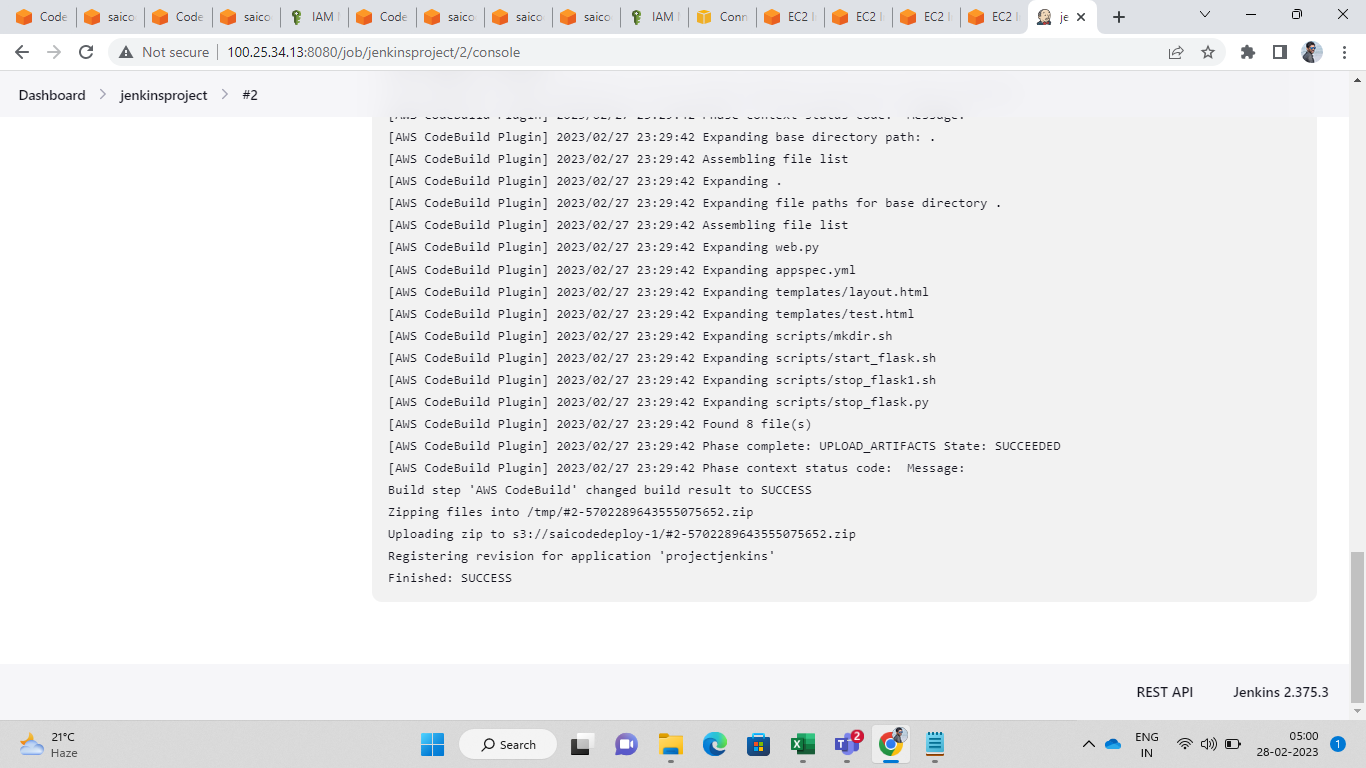 Code
saico
Code
saico
IAM
Code
saico
saico
saico
IAM
Conn
EC2
EC2
EC2
EC2
je
Not secure
100.25.34.13:8080/job/jenkinsproject/2/console
Dashboard
jenkinsproject
#2
[AWS CodeBuild Plugin] 2023/02/27 23:29:42 Phase context status code:  Message:
[AWS CodeBuild Plugin] 2023/02/27 23:29:42 Expanding base directory path: .
[AWS CodeBuild Plugin] 2023/02/27 23:29:42 Assembling file list
[AWS CodeBuild Plugin] 2023/02/27 23:29:42 Expanding .
[AWS CodeBuild Plugin] 2023/02/27 23:29:42 Expanding file paths for base directory .
[AWS CodeBuild Plugin] 2023/02/27 23:29:42 Assembling file list
[AWS CodeBuild Plugin] 2023/02/27 23:29:42 Expanding web.py
[AWS CodeBuild Plugin] 2023/02/27 23:29:42 Expanding appspec.yml
[AWS CodeBuild Plugin] 2023/02/27 23:29:42 Expanding templates/layout.html
[AWS CodeBuild Plugin] 2023/02/27 23:29:42 Expanding templates/test.html
[AWS CodeBuild Plugin] 2023/02/27 23:29:42 Expanding scripts/mkdir.sh
[AWS CodeBuild Plugin] 2023/02/27 23:29:42 Expanding scripts/start_flask.sh
[AWS CodeBuild Plugin] 2023/02/27 23:29:42 Expanding scripts/stop_flask1.sh
[AWS CodeBuild Plugin] 2023/02/27 23:29:42 Expanding scripts/stop_flask.py
[AWS CodeBuild Plugin] 2023/02/27 23:29:42 Found 8 file(s)
[AWS CodeBuild Plugin] 2023/02/27 23:29:42 Phase complete: UPLOAD_ARTIFACTS State: SUCCEEDED
[AWS CodeBuild Plugin] 2023/02/27 23:29:42 Phase context status code:  Message:
Build step 'AWS CodeBuild' changed build result to SUCCESS
Zipping files into /tmp/#2-5702289643555075652.zip
Uploading zip to s3://saicodedeploy-1/#2-5702289643555075652.zip
Registering revision for application 'projectjenkins'
Finished: SUCCESS
REST API
Jenkins 2.375.3
21°C
Haze
Search
2
ENG
IN
05:00
28-02-2023
1